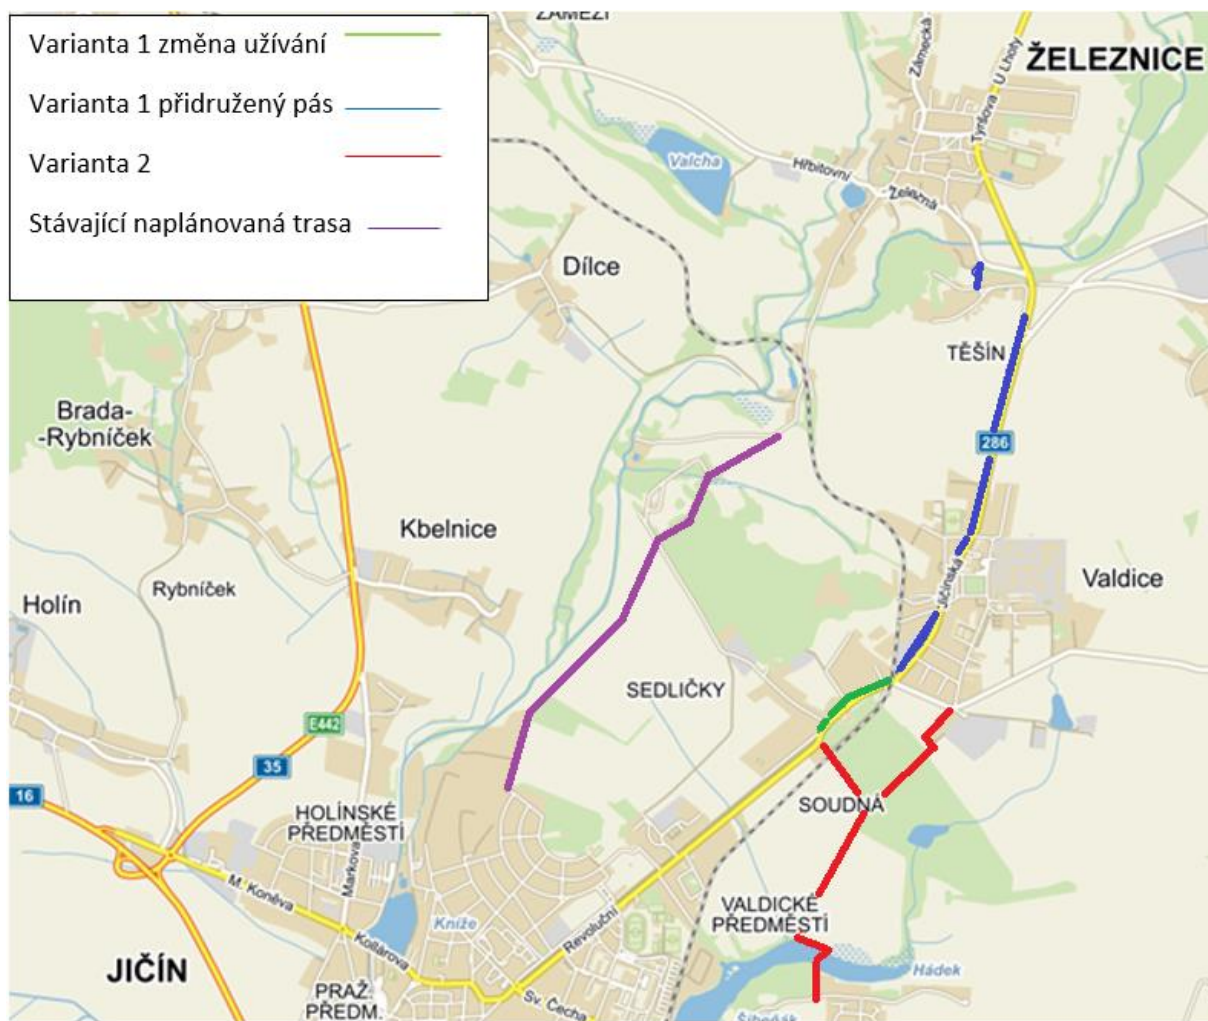 Varianta 1 změna užívání
Varianta 1 přidružený pás
Varianta 2
Stávající naplánovaná trasa
ZÁMEZÍ
Zámecká
Tyršova - U Lhoty
ŽELEZNICE
Valcha
Hřbitovní
Železná
Dílce
TĚŠÍN
286
Brada-
-Rybníček
Kbelnice
Jičínská
Valdice
Holín
Rybníček
SEDLIČKY
E442
35
16
HOLÍNSKÉ
PŘEDMĚSTÍ
SOUDNÁ
Markova
M. Koněva
Kníže
Revoluční
VALDICKÉ
PŘEDMĚSTÍ
Kollárova
JIČÍN
PRAŽ.
PŘEDM.
Sv. Čecha
Hádek
Šibeňák